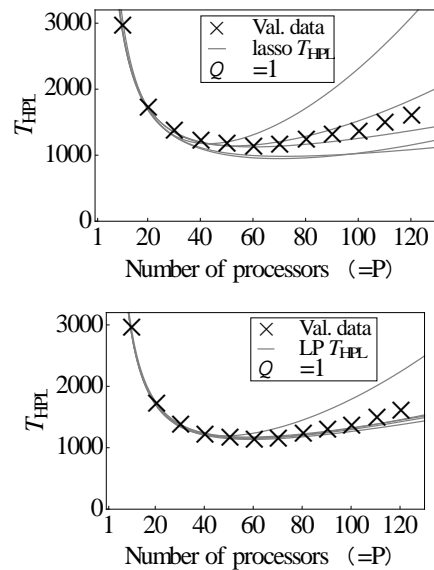 3000
2000
1000
0
T_HPL
× Val. data
— lasso T_HPL
Q =1
1 20 40 60 80 100 120
Number of processors (=P)
3000
2000
1000
0
T_HPL
× Val. data
— LP T_HPL
Q =1
1 20 40 60 80 100 120
Number of processors (=P)